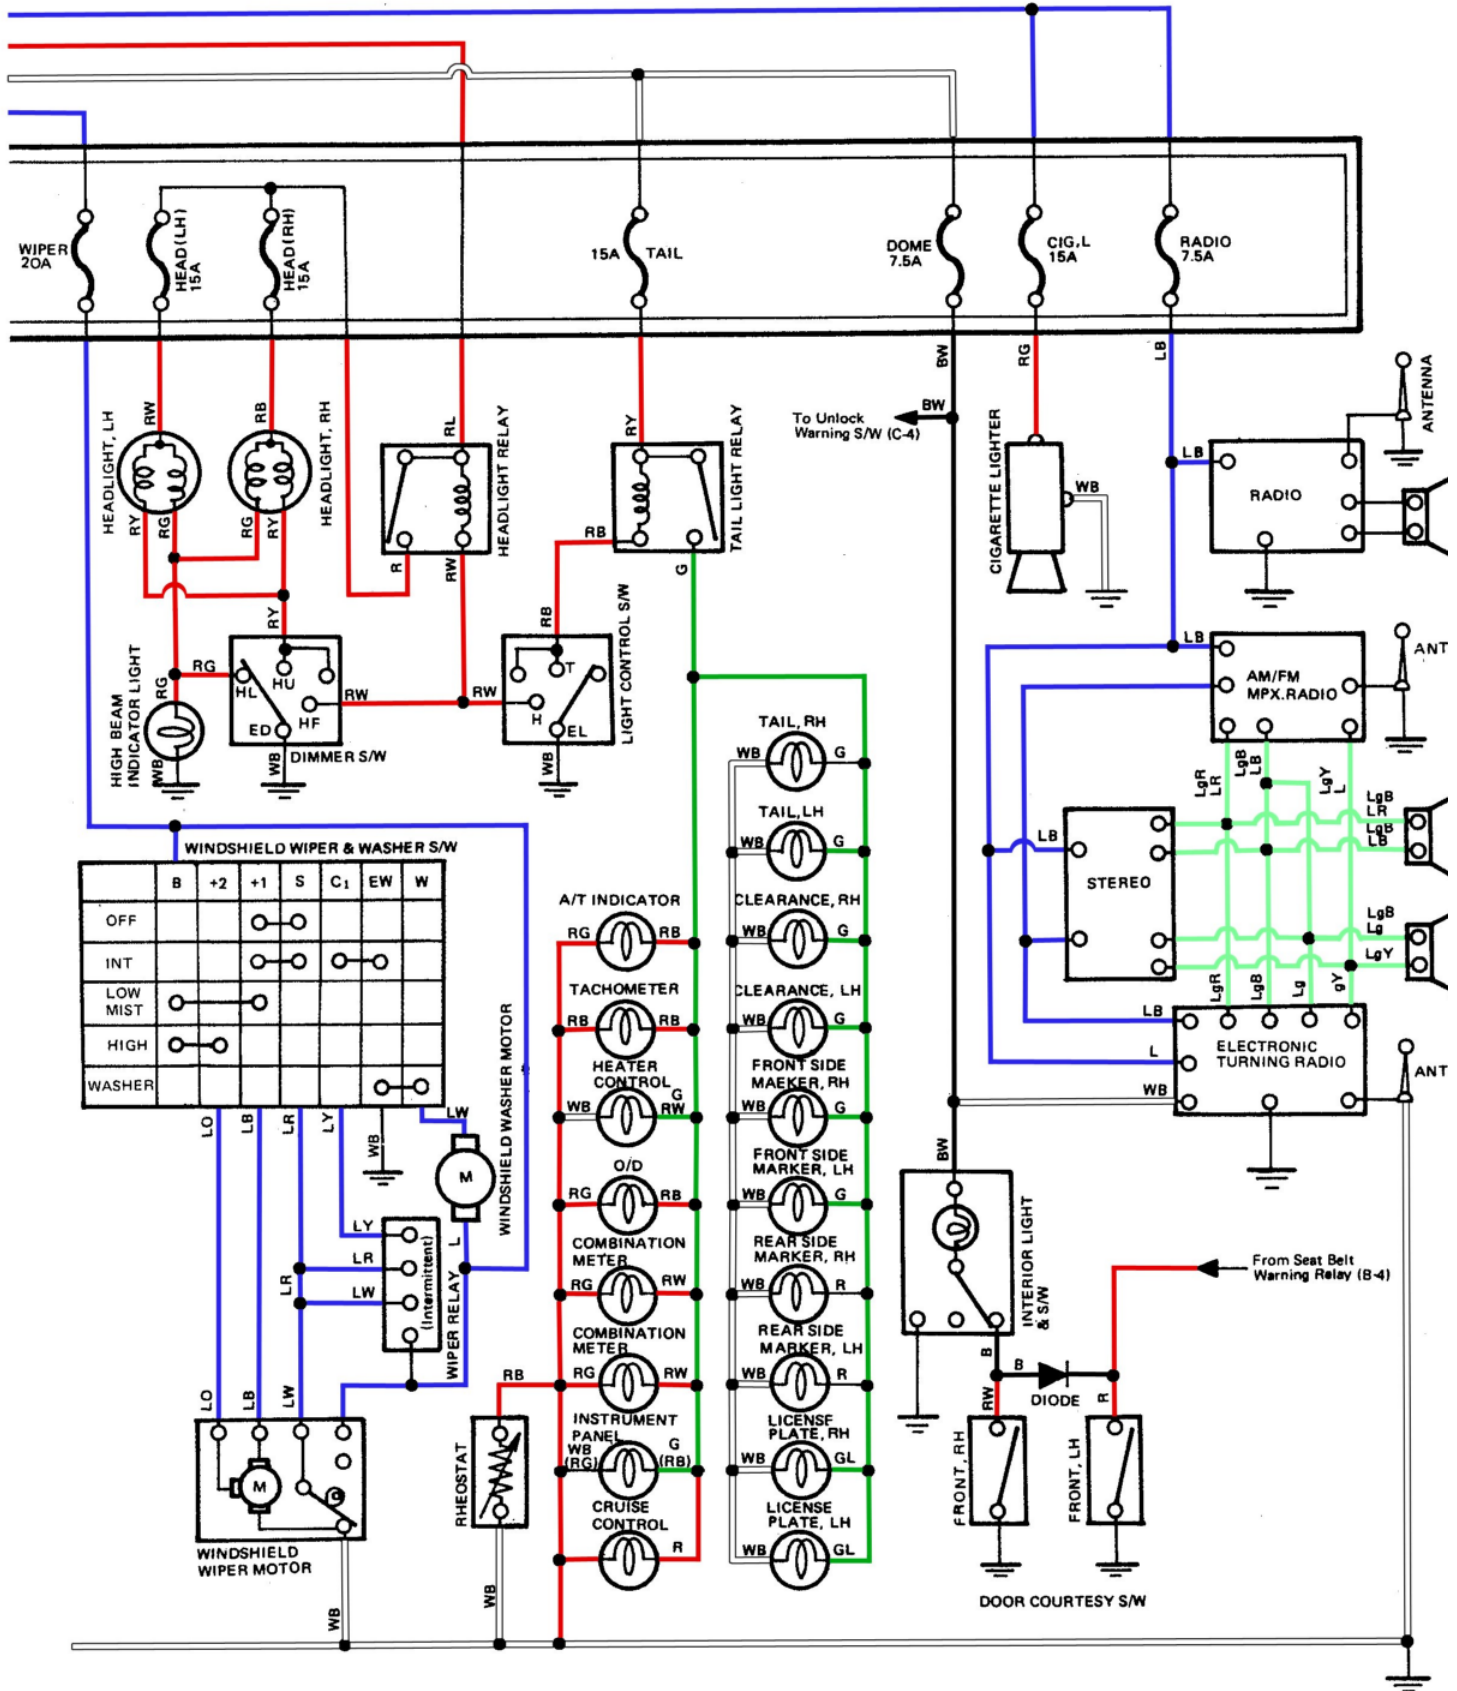 WIPER
20A
HEAD(LH)
15A
HEAD(RH)
15A
15A TAIL
DOME
7.5A
CIG,L
15A
RADIO
7.5A
BW
RG
LB
HEADLIGHT, LH
RW
RB
HEADLIGHT, RH
RL
HEADLIGHT RELAY
RY
TAIL LIGHT RELAY
To Unlock
Warning S/W (C-4)
BW
CIGARETTE LIGHTER
WB
LB
RADIO
ANTENNA
RY
RG
RG
RY
R
RW
RB
G
RY
RB
LIGHT CONTROL S/W
HIGH BEAM
INDICATOR LIGHT
RG
RG
HL
HU
HF
ED
RW
RW
T
H
EL
WB
WB
DIMMER S/W
WB
LB
AM/FM
MPX.RADIO
ANT
LgR
LR
LgB
LB
LgY
L
TAIL, RH
WB
G
TAIL, LH
WB
G
CLEARANCE, RH
WB
G
CLEARANCE, LH
WB
G
FRONT SIDE
MAEKER, RH
WB
G
FRONT SIDE
MARKER, LH
WB
G
REAR SIDE
MARKER, RH
WB
R
REAR SIDE
MARKER, LH
WB
R
LICENSF
PLATE, RH
WB
GL
LICENSE
PLATE, LH
WB
GL
WINDSHIELD WIPER & WASHER S/W
B +2 +1 S C1 EW W
OFF
INT
LOW
MIST
HIGH
WASHER
LO
LB
LR
LY
WB
LW
M
WINDSHIELD WASHER MOTOR
A/T INDICATOR
RG
RB
TACHOMETER
RB
RB
HEATER
CONTROL
WB
G
RW
O/D
RG
RB
COMBINATION
METER
RG
RW
COMBINATION
METER
RG
RW
INSTRUMENT
PANEL
WB
(RG)
G
(RB)
CRUISE
CONTROL
R
LB
STEREO
LgB
LR
LgB
LB
LgB
Lg
LgY
LgR
LgB
Lg
gY
LB
L
WB
ELECTRONIC
TURNING RADIO
ANT
LY
LR
LW
LR
L
(Intermittent)
WIPER RELAY
LO
LB
LW
M
WINDSHIELD
WIPER MOTOR
WB
RB
RHEOSTAT
WB
BW
INTERIOR LIGHT
& S/W
From Seat Belt
Warning Relay (B-4)
B
B
DIODE
RW
R
FRONT, RH
FRONT, LH
DOOR COURTESY S/W